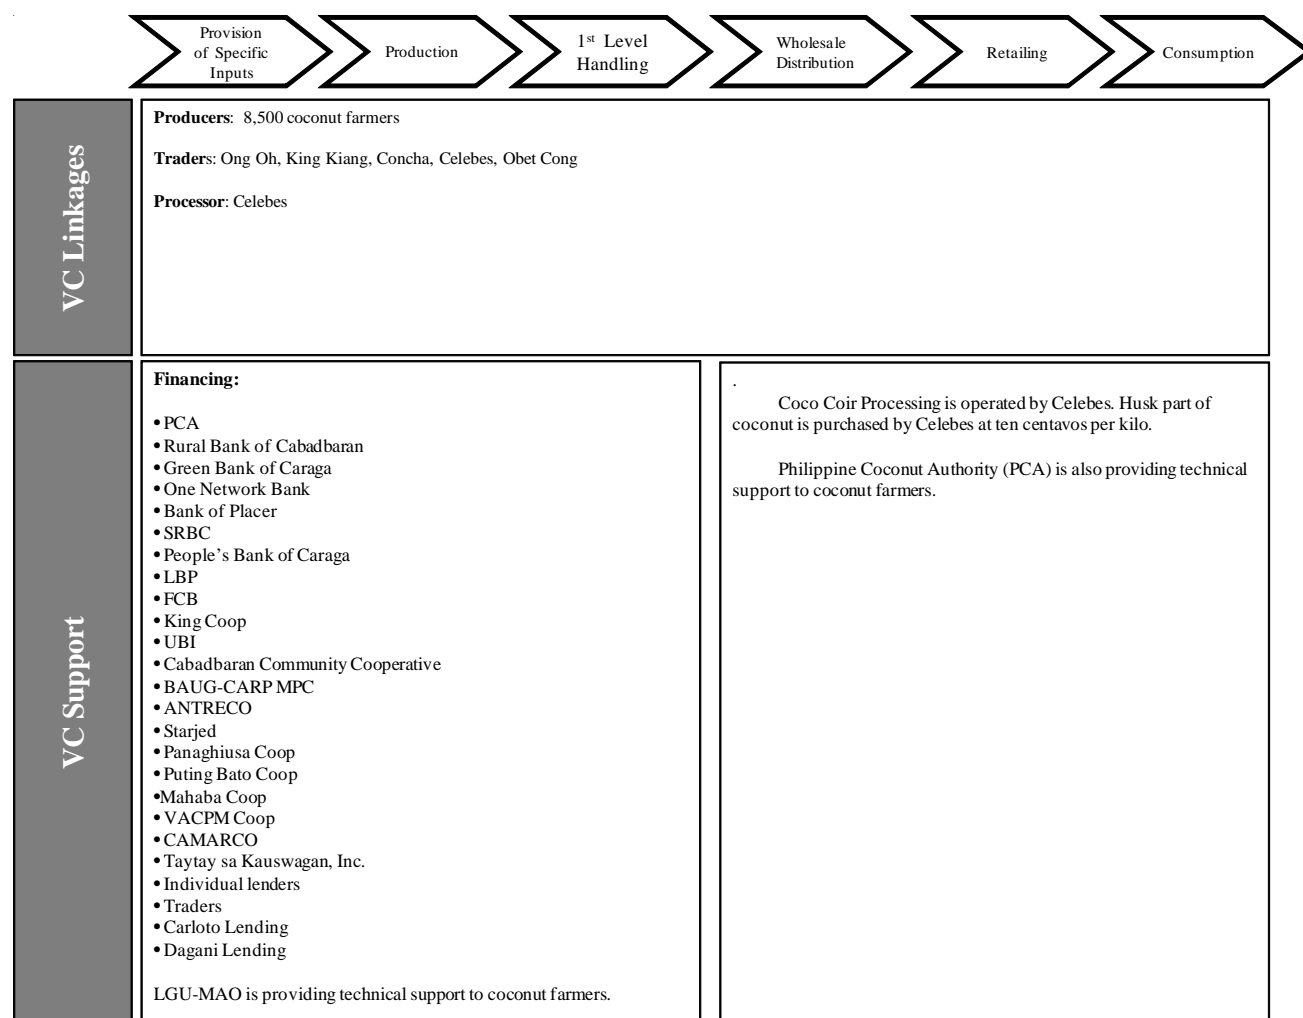 Provision
of Specific
Inputs
Production
1st Level
Handling
Wholesale
Distribution
Retailing
Consumption
VC Linkages
Producers: 8,500 coconut farmers
Traders: Ong Oh, King Kiang, Concha, Celebes, Obet Cong
Processor: Celebes
VC Support
Financing:
• PCA
• Rural Bank of Cabadbaran
• Green Bank of Caraga
• One Network Bank
• Bank of Placer
• SRBC
• People’s Bank of Caraga
• LBP
• FCB
• King Coop
• UBI
• Cabadbaran Community Cooperative
• BAUG-CARP MPC
• ANTRECO
• Starjed
• Panaghiusa Coop
• Puting Bato Coop
•Mahaba Coop
• VACPM Coop
• CAMARCO
• Taytay sa Kauswagan, Inc.
• Individual lenders
• Traders
• Carloto Lending
• Dagani Lending
LGU-MAO is providing technical support to coconut farmers.
.
Coco Coir Processing is operated by Celebes. Husk part of
coconut is purchased by Celebes at ten centavos per kilo.
Philippine Coconut Authority (PCA) is also providing technical
support to coconut farmers.